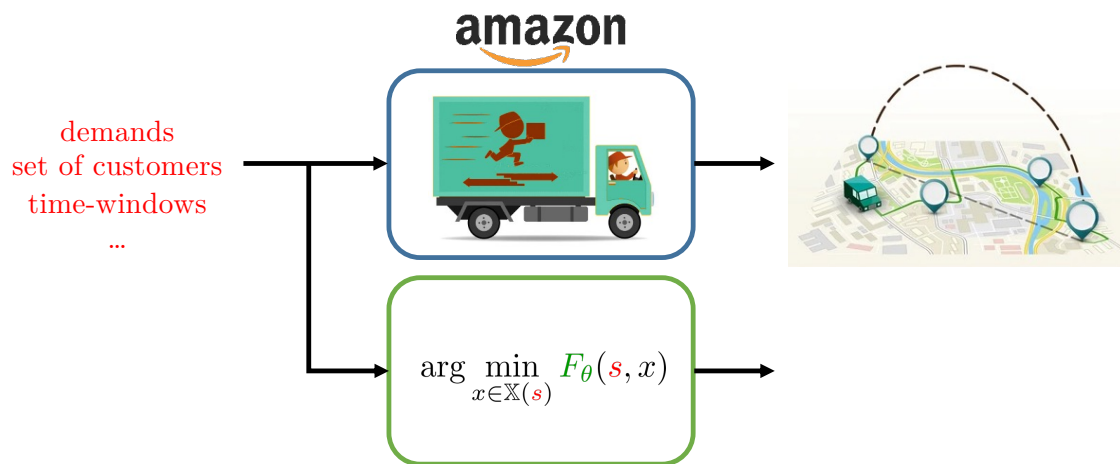 amazon
demands
set of customers
time-windows
...
arg min F_θ(s, x)
x∈𝕏(s)